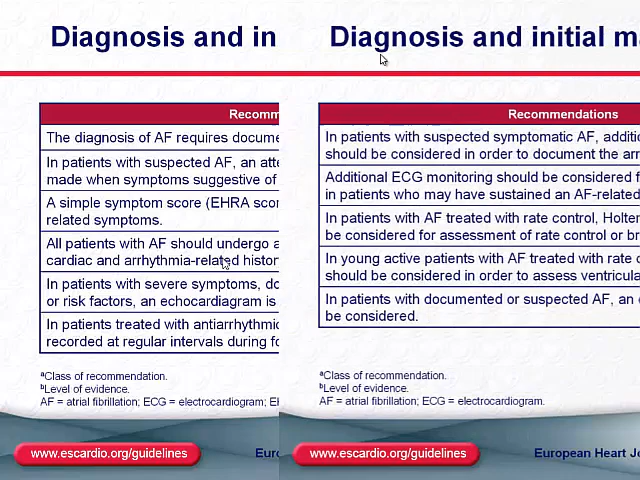 Diagnosis and in
Recomm
The diagnosis of AF requires docume
In patients with suspected AF, an atte
made when symptoms suggestive of
A simple symptom score (EHRA scor
related symptoms.
All patients with AF should undergo a
cardiac and arrhythmia-related histor
In patients with severe symptoms, do
or risk factors, an echocardiogram is
In patients treated with antiarrhythmic
recorded at regular intervals during fo
aClass of recommendation.
bLevel of evidence.
AF = atrial fibrillation; ECG = electrocardiogram; EH
www.escardio.org/guidelines
Euro
Diagnosis and initial ma
Recommendations
In patients with suspected symptomatic AF, additio
should be considered in order to document the arr
Additional ECG monitoring should be considered f
in patients who may have sustained an AF-related
In patients with AF treated with rate control, Holter
be considered for assessment of rate control or br
In young active patients with AF treated with rate c
should be considered in order to assess ventricula
In patients with documented or suspected AF, an e
be considered.
aClass of recommendation.
bLevel of evidence.
AF = atrial fibrillation; ECG = electrocardiogram.
www.escardio.org/guidelines
European Heart Jo